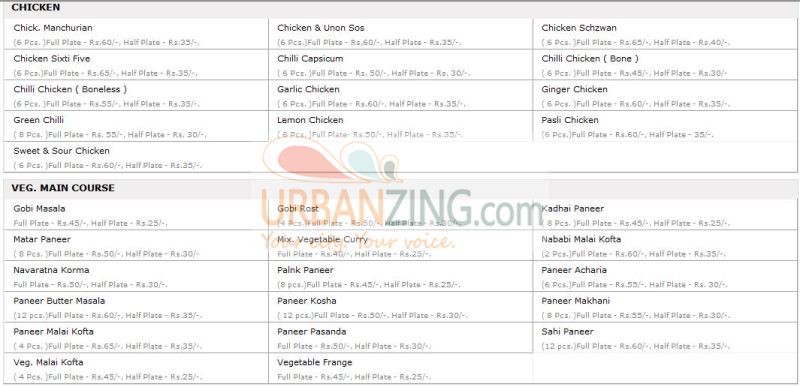 CHICKEN
Chick. Manchurian
(6 Pcs. )Full Plate - Rs.60/-, Half Plate - Rs.35/-.
Chicken & Unon Sos
(6 Pcs.)Full Plate - Rs.60/-, Half Plate - Rs.35/-.
Chicken Schzwan
( 6 Pcs.)Full Plate - Rs.65/-, Half Plate - Rs.40/-.
Chicken Sixti Five
(6 Pcs.)Full Plate - Rs.65/-, Half Plate - Rs.35/-.
Chilli Capsicum
( 6 Pcs.)Full Plate - Rs. 50/-, Half Plate - Rs. 30/-.
Chilli Chicken ( Bone )
( 6 Pcs.)Full Plate - Rs.45/-, Half Plate - Rs.30/-
Chilli Chicken ( Boneless )
( 6 Pcs.)Full Plate - Rs.55/-, Half Plate - Rs.35/-.
Garlic Chicken
( 6 Pcs.)Full Plate - Rs.60/-, Half Plate - Rs.35/-.
Ginger Chicken
( 6 Pcs.)Full Plate - Rs.60/-, Half Plate - Rs.35/-.
Green Chilli
( 8 Pcs. )Full Plate - Rs. 55/-, Half Plate - Rs. 30/-.
Lemon Chicken
( 6 Pcs.)Full Plate - Rs.50/-, Half Plate - Rs.35/-.
Pasli Chicken
(6 Pcs.)Full Plate - Rs.60/-, Half Plate - 35/-.
Sweet & Sour Chicken
( 6 Pcs.)Full Plate - Rs.60/-, Half Plate - Rs.35/-.
VEG. MAIN COURSE
Gobi Masala
Full Plate - Rs.45/-, Half Plate - Rs.25/-.
Gobi Rost
(4 Pcs.)Full Plate - Rs.50/-, Half Plate - Rs.30/-.
Kadhai Paneer
( 8 Pcs.)Full Plate - Rs.45/-, Half Plate - Rs.25/-.
Matar Paneer
( 8 Pcs.)Full Plate - Rs.50/-, Half Plate - Rs.30/-.
Mix. Vegetable Curry
Full Plate - Rs.40/-, Half Plate - Rs.25/-.
Nababi Malai Kofta
(2 Pcs.)Full Plate - Rs.60/-, Half Plate - Rs.35/-.
Navaratna Korma
Full Plate - Rs.50/-, Half Plate - Rs.30/-.
Palnk Paneer
(8 pcs.)Full Plate - Rs.45/-, Half Plate - Rs.25/-.
Paneer Acharia
( 6 Pcs.)Full Plate - Rs.55/-, Half Plate - Rs. 30/-.
Paneer Butter Masala
(12 pcs.)Full Plate - Rs.60/-, Half Plate - Rs.35/-.
Paneer Kosha
( 12 pcs.)Full Plate - Rs.60/-, Half Plate - Rs.30/-.
Paneer Makhani
( 8 Pcs.)Full Plate - Rs.55/-, Half Plate - Rs.30/-.
Paneer Malai Kofta
( 4 Pcs.)Full Plate - Rs.65/-, Half Plate - Rs.35/-.
Paneer Pasanda
Full Plate - Rs.50/-, Half Plate - Rs.30/-.
Sahi Paneer
(12 pcs.)Full Plate - Rs.60/-, Half Plate - Rs.35/-.
Veg. Malai Kofta
( 4 Pcs.)Full Plate - Rs.45/-, Half Plate - Rs.25/-.
Vegetable Frange
Full Plate - Rs.45/-, Half Plate - Rs.25/-.
URBANZING.com
Your city. Your voice.